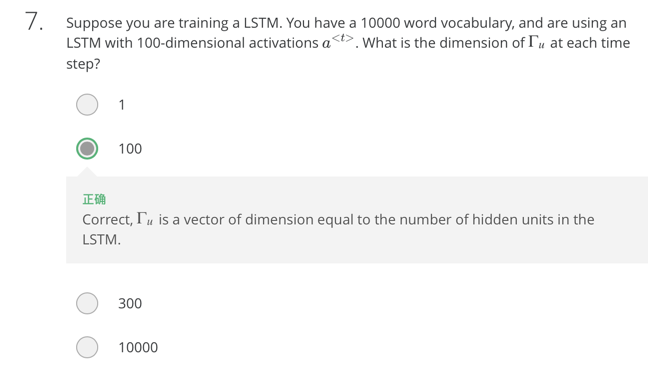 7. Suppose you are training a LSTM. You have a 10000 word vocabulary, and are using an
LSTM with 100-dimensional activations a^{<t>}. What is the dimension of Γ_u at each time
step?
1
100
正确
Correct, Γ_u is a vector of dimension equal to the number of hidden units in the
LSTM.
300
10000